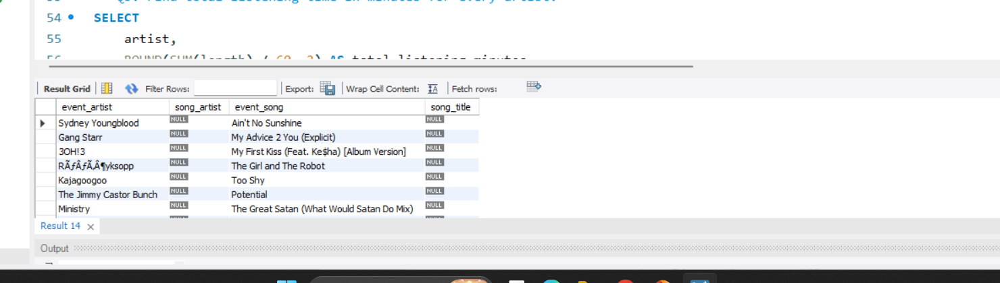 54 SELECT
55 artist,
Result Grid Filter Rows: Export: Wrap Cell Content: IA Fetch rows:
event_artist song_artist event_song song_title
Sydney Youngblood NULL Ain't No Sunshine NULL
Gang Starr NULL My Advice 2 You (Explicit) NULL
3OH!3 NULL My First Kiss (Feat. Ke$ha) [Album Version] NULL
RÃƒÂƒÃ‚Â¶yksopp NULL The Girl and The Robot NULL
Kajagoogoo NULL Too Shy NULL
The Jimmy Castor Bunch NULL Potential NULL
Ministry NULL The Great Satan (What Would Satan Do Mix) NULL
Result 14 ×
Output